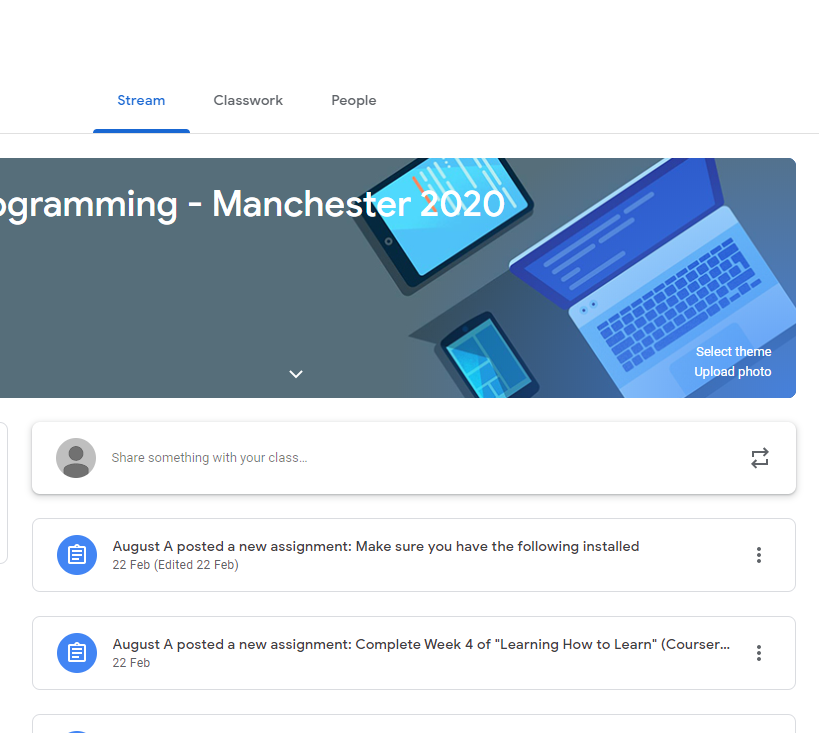 Stream Classwork People
ogramming - Manchester 2020
Select theme
Upload photo
Share something with your class...
August A posted a new assignment: Make sure you have the following installed
22 Feb (Edited 22 Feb)
August A posted a new assignment: Complete Week 4 of "Learning How to Learn" (Courser...
22 Feb